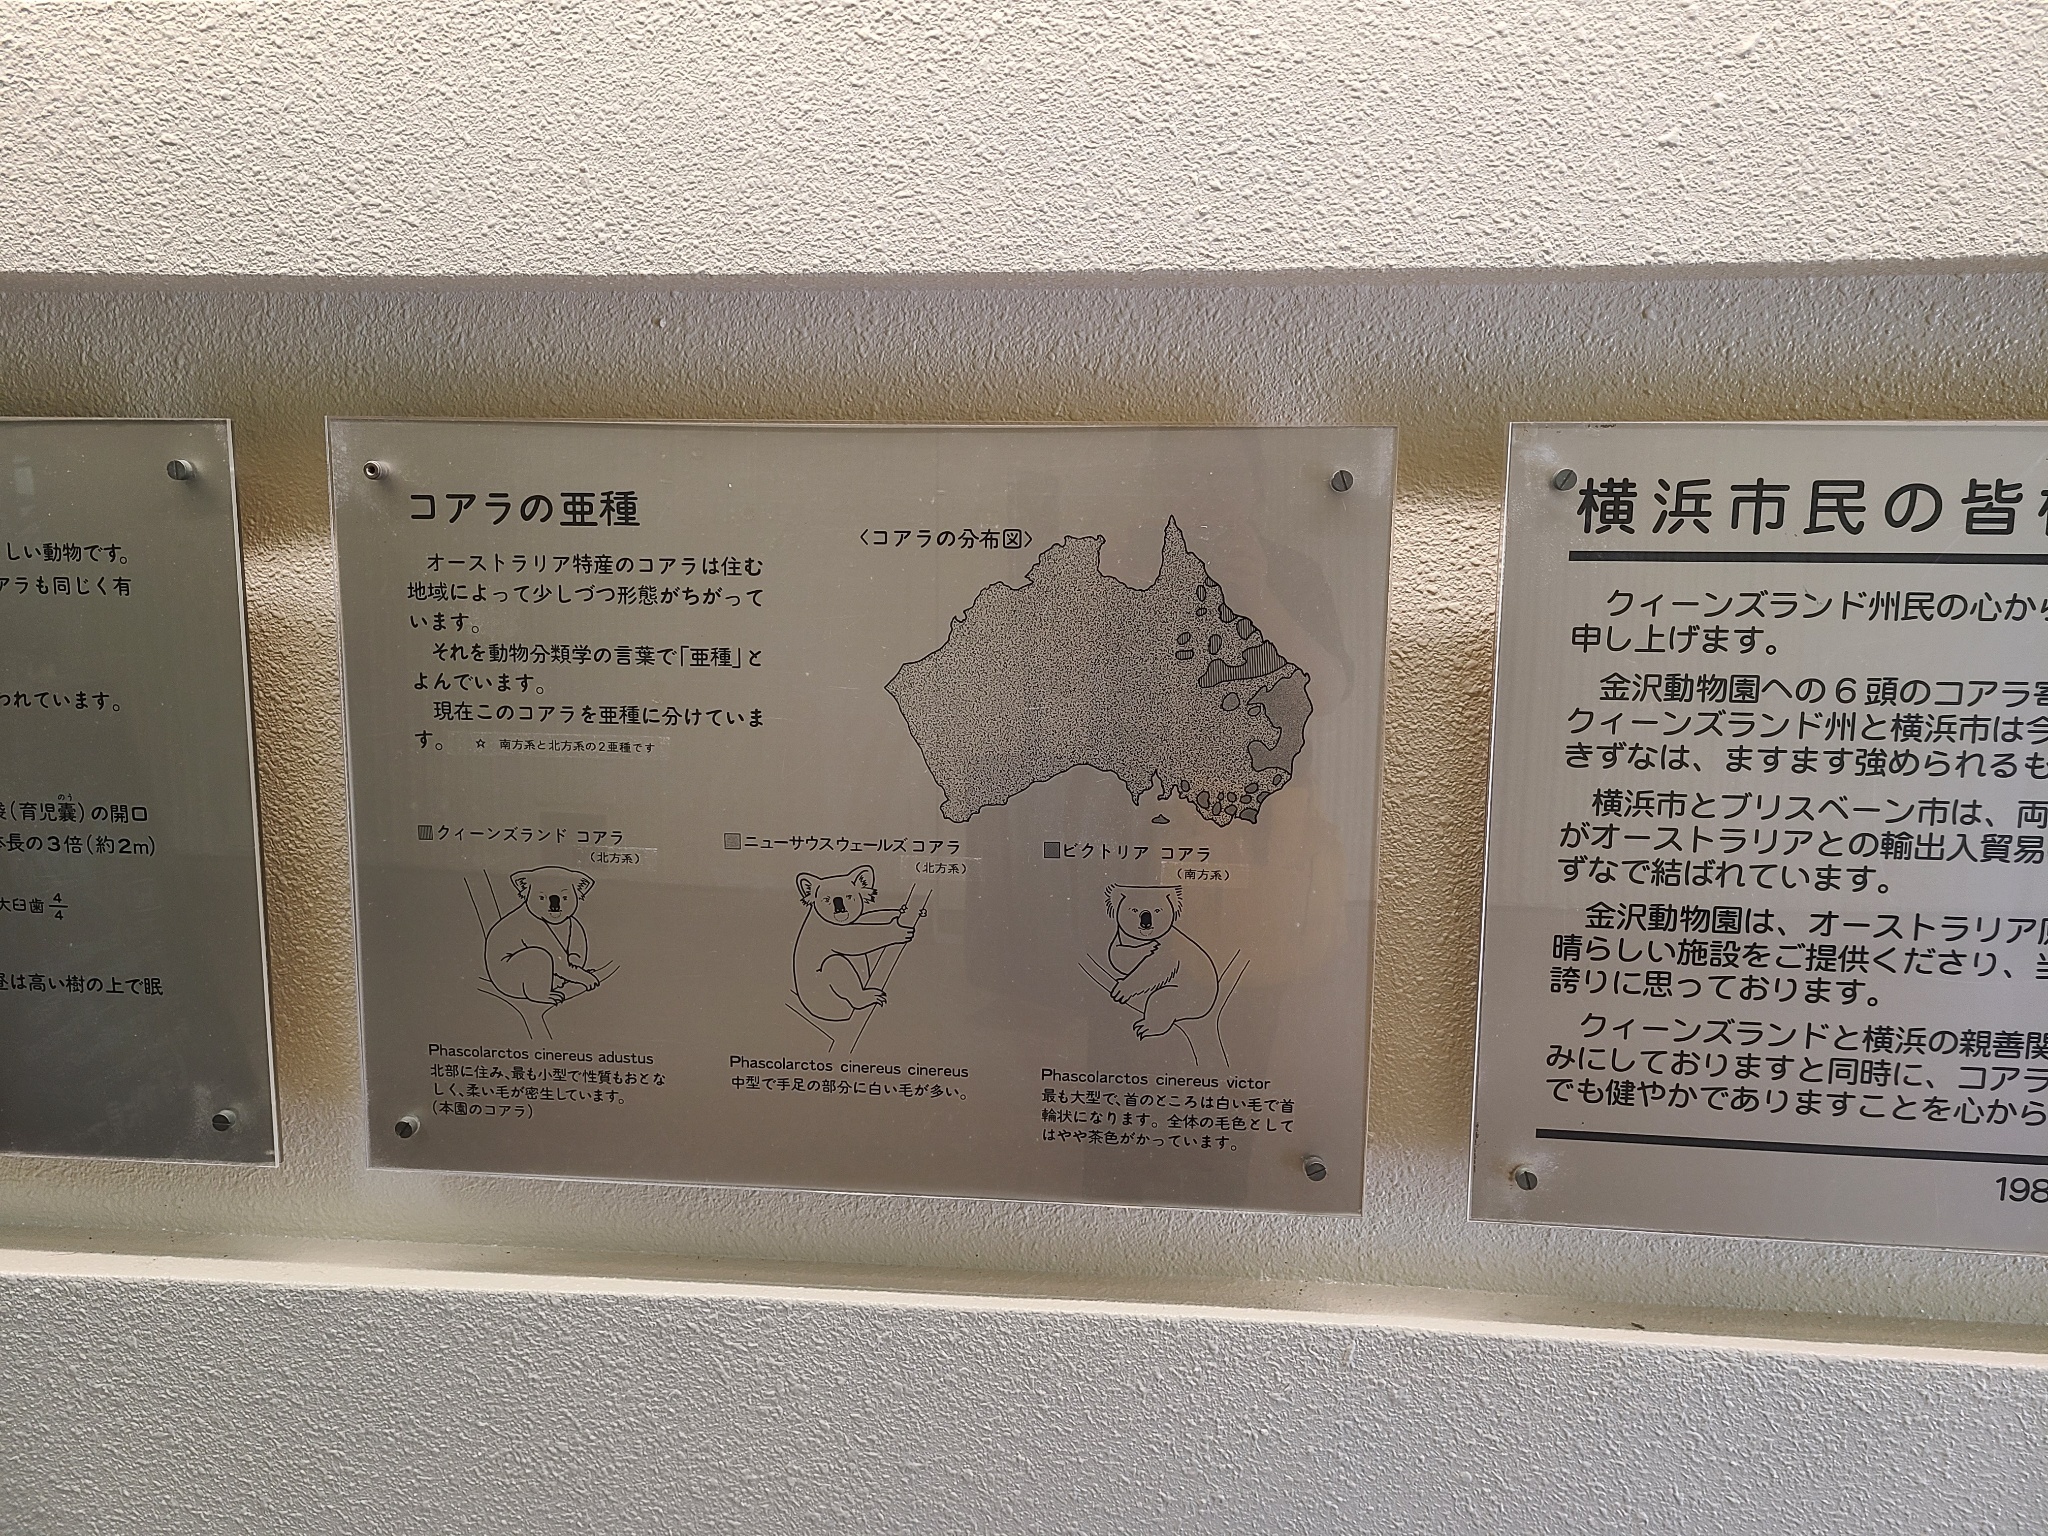 しい動物です。
アラも同じく有
われています。
のう
(育児囊)の開口
長の3倍(約2m)
大臼歯 4/4
昼は高い樹の上で眠
コアラの亜種
オーストラリア特産のコアラは住む
地域によって少しづつ形態がちがって
います。
それを動物分類学の言葉で「亜種」と
よんでいます。
現在このコアラを亜種に分けていま
す。 ☆ 南方系と北方系の2亜種です
〈コアラの分布図〉
クィーンズランド コアラ
(北方系)
Phascolarctos cinereus adustus
北部に住み、最も小型で性質もおとな
しく、柔い毛が密生しています。
(本園のコアラ)
ニューサウスウェールズ コアラ
(北方系)
Phascolarctos cinereus cinereus
中型で手足の部分に白い毛が多い。
ビクトリア コアラ
(南方系)
Phascolarctos cinereus victor
最も大型で、首のところは白い毛で首
輪状になります。全体の毛色として
はやや茶色がかっています。
横浜市民の皆
クィーンズランド州民の心から
申し上げます。
金沢動物園への6頭のコアラ
クィーンズランド州と横浜市は今
きずなは、ますます強められるも
横浜市とブリスベーン市は、両
がオーストラリアとの輸出入貿易
ずなで結ばれています。
金沢動物園は、オーストラリア
晴らしい施設をご提供くださり、当
誇りに思っております。
クィーンズランドと横浜の親善関
みにしておりますと同時に、コアラ
でも健やかでありますことを心から
198